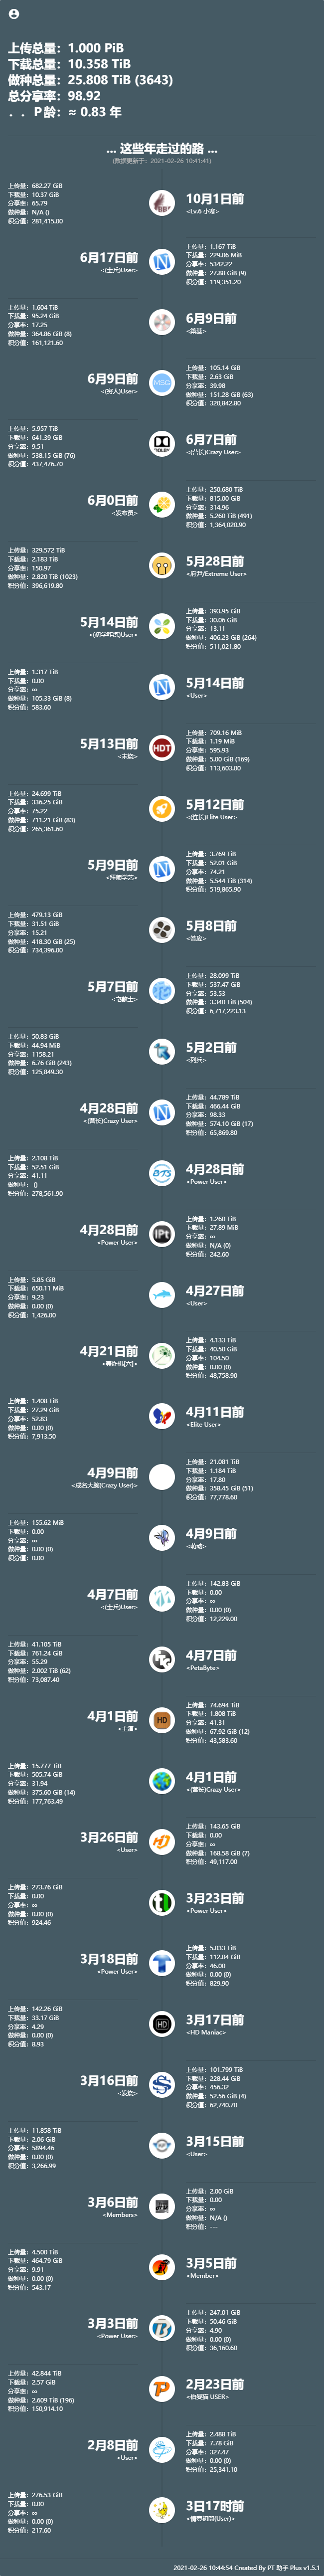 上传总量：1.000 PiB
下载总量：10.358 TiB
做种总量：25.808 TiB (3643)
总分享率：98.92
．．P龄：≈ 0.83 年
... 这些年走过的路 ...
(数据更新于：2021-02-26 10:41:41)
上传量：682.27 GiB
下载量：10.37 GiB
分享率：65.79
做种量：N/A ()
积分值：281,415.00
10月1日前
<Lv.6 小寒>
6月17日前
<(士兵)User>
上传量：1.167 TiB
下载量：229.06 MiB
分享率：5342.22
做种量：27.88 GiB (9)
积分值：119,351.20
上传量：1.604 TiB
下载量：95.24 GiB
分享率：17.25
做种量：364.86 GiB (8)
积分值：161,121.60
6月9日前
<筑基>
6月9日前
<(穷人)User>
MSG
上传量：105.14 GiB
下载量：2.63 GiB
分享率：39.98
做种量：151.28 GiB (63)
积分值：320,842.80
上传量：5.957 TiB
下载量：641.39 GiB
分享率：9.51
做种量：538.15 GiB (76)
积分值：437,476.70
DOLBY
6月7日前
<(营长)Crazy User>
6月0日前
<发布员>
上传量：250.680 TiB
下载量：815.00 GiB
分享率：314.96
做种量：5.260 TiB (491)
积分值：1,364,020.90
上传量：329.572 TiB
下载量：2.183 TiB
分享率：150.97
做种量：2.820 TiB (1023)
积分值：396,619.80
5月28日前
<府尹/Extreme User>
5月14日前
<(初学咋练)User>
上传量：393.95 GiB
下载量：30.06 GiB
分享率：13.11
做种量：406.23 GiB (264)
积分值：511,021.80
上传量：1.317 TiB
下载量：0.00
分享率：∞
做种量：105.33 GiB (8)
积分值：583.60
5月14日前
<User>
5月13日前
<未烧>
HDT
上传量：709.16 MiB
下载量：1.19 MiB
分享率：595.93
做种量：5.00 GiB (169)
积分值：113,603.00
上传量：24.699 TiB
下载量：336.25 GiB
分享率：75.22
做种量：711.21 GiB (83)
积分值：265,361.60
5月12日前
<(连长)Elite User>
5月9日前
<拜师学艺>
上传量：3.769 TiB
下载量：52.01 GiB
分享率：74.21
做种量：5.544 TiB (314)
积分值：519,865.90
上传量：479.13 GiB
下载量：31.51 GiB
分享率：15.21
做种量：418.30 GiB (25)
积分值：734,396.00
5月8日前
<答应>
5月7日前
<宅教士>
上传量：28.099 TiB
下载量：537.47 GiB
分享率：53.53
做种量：3.340 TiB (504)
积分值：6,717,223.13
上传量：50.83 GiB
下载量：44.94 MiB
分享率：1158.21
做种量：6.76 GiB (243)
积分值：125,849.30
5月2日前
<列兵>
4月28日前
<(营长)Crazy User>
上传量：44.789 TiB
下载量：466.44 GiB
分享率：98.33
做种量：574.10 GiB (17)
积分值：65,869.80
上传量：2.108 TiB
下载量：52.51 GiB
分享率：41.11
做种量： ()
积分值：278,561.90
4月28日前
<Power User>
4月28日前
<Power User>
IPt
上传量：1.260 TiB
下载量：27.89 MiB
分享率：∞
做种量：N/A (0)
积分值：242.60
上传量：5.85 GiB
下载量：650.11 MiB
分享率：9.23
做种量：0.00 (0)
积分值：1,426.00
4月27日前
<User>
4月21日前
<轰炸机[六]>
上传量：4.133 TiB
下载量：40.50 GiB
分享率：104.50
做种量：0.00 (0)
积分值：48,758.90
上传量：1.408 TiB
下载量：27.29 GiB
分享率：52.83
做种量：0.00 (0)
积分值：7,913.50
4月11日前
<Elite User>
4月9日前
<成名大腕(Crazy User)>
上传量：21.081 TiB
下载量：1.184 TiB
分享率：17.80
做种量：358.45 GiB (51)
积分值：77,778.60
上传量：155.62 MiB
下载量：0.00
分享率：∞
做种量：0.00 (0)
积分值：0.00
4月9日前
<萌动>
4月7日前
<(士兵)User>
上传量：142.83 GiB
下载量：0.00
分享率：∞
做种量：0.00 (0)
积分值：12,229.00
上传量：41.105 TiB
下载量：761.24 GiB
分享率：55.29
做种量：2.002 TiB (62)
积分值：73,087.40
4月7日前
<PetaByte>
4月1日前
<主演>
HD
上传量：74.694 TiB
下载量：1.808 TiB
分享率：41.31
做种量：67.92 GiB (12)
积分值：43,583.60
上传量：15.777 TiB
下载量：505.74 GiB
分享率：31.94
做种量：375.60 GiB (14)
积分值：177,763.49
4月1日前
<(营长)Crazy User>
3月26日前
<User>
上传量：143.65 GiB
下载量：0.00
分享率：∞
做种量：168.58 GiB (7)
积分值：49,117.00
上传量：273.76 GiB
下载量：0.00
分享率：∞
做种量：0.00 (0)
积分值：924.46
3月23日前
<Power User>
3月18日前
<Power User>
上传量：5.033 TiB
下载量：112.04 GiB
分享率：46.00
做种量：0.00 (0)
积分值：829.90
上传量：142.26 GiB
下载量：33.17 GiB
分享率：4.29
做种量：0.00 (0)
积分值：8.93
HD
3月17日前
<HD Maniac>
3月16日前
<发烧>
上传量：101.799 TiB
下载量：228.44 GiB
分享率：456.32
做种量：52.56 GiB (4)
积分值：62,740.70
上传量：11.858 TiB
下载量：2.06 GiB
分享率：5894.46
做种量：0.00 (0)
积分值：3,266.99
3月15日前
<User>
3月6日前
<Members>
上传量：2.00 GiB
下载量：0.00
分享率：∞
做种量：N/A ()
积分值：---
上传量：4.500 TiB
下载量：464.79 GiB
分享率：9.91
做种量：0.00 (0)
积分值：543.17
3月5日前
<Member>
3月3日前
<Power User>
上传量：247.01 GiB
下载量：50.46 GiB
分享率：4.90
做种量：0.00 (0)
积分值：36,160.60
上传量：42.844 TiB
下载量：2.57 GiB
分享率：∞
做种量：2.609 TiB (196)
积分值：150,914.10
2月23日前
<伯曼猫 USER>
2月8日前
<User>
上传量：2.488 TiB
下载量：7.78 GiB
分享率：327.47
做种量：0.00 (0)
积分值：25,341.10
上传量：276.53 GiB
下载量：0.00
分享率：∞
做种量：0.00 (0)
积分值：217.60
3日17时前
<情窦初開(User)>
2021-02-26 10:44:54 Created By PT 助手 Plus v1.5.1